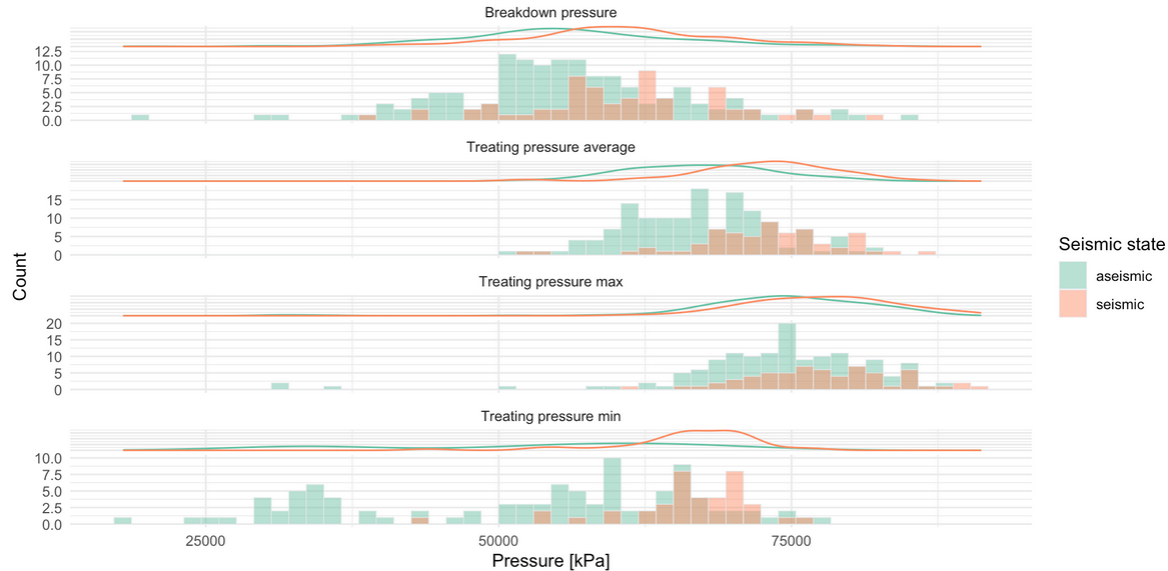 Breakdown pressure
12.5
10.0
7.5
5.0
2.5
0.0
Treating pressure average
15
10
5
0
Treating pressure max
20
15
10
5
0
Treating pressure min
10.0
7.5
5.0
2.5
0.0
25000 50000 75000
Pressure [kPa]
Count
Seismic state
aseismic
seismic